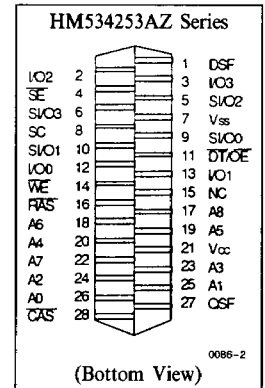 HM534253AZ Series
1 DSF
I/O2 2
3 I/O3
SE 4
5 SI/O2
SI/O3 6
7 Vss
SC 8
9 SI/O0
SI/O1 10
11 DT/OE
I/O0 12
13 I/O1
WE 14
15 NC
RAS 16
17 A8
A6 18
19 A5
A4 20
21 Vcc
A7 22
23 A3
A2 24
25 A1
A0 26
27 QSF
CAS 28
0086-2
(Bottom View)